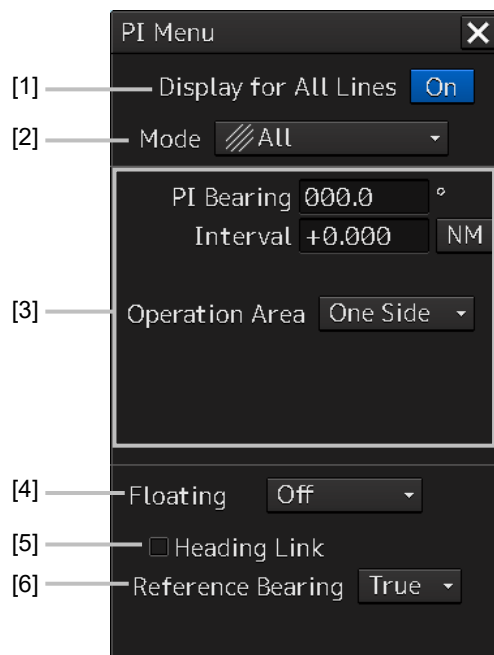 PI Menu
[1] Display for All Lines On
[2] Mode All
PI Bearing 000.0 °
Interval +0.000 NM
[3] Operation Area One Side
[4] Floating Off
[5] Heading Link
[6] Reference Bearing True